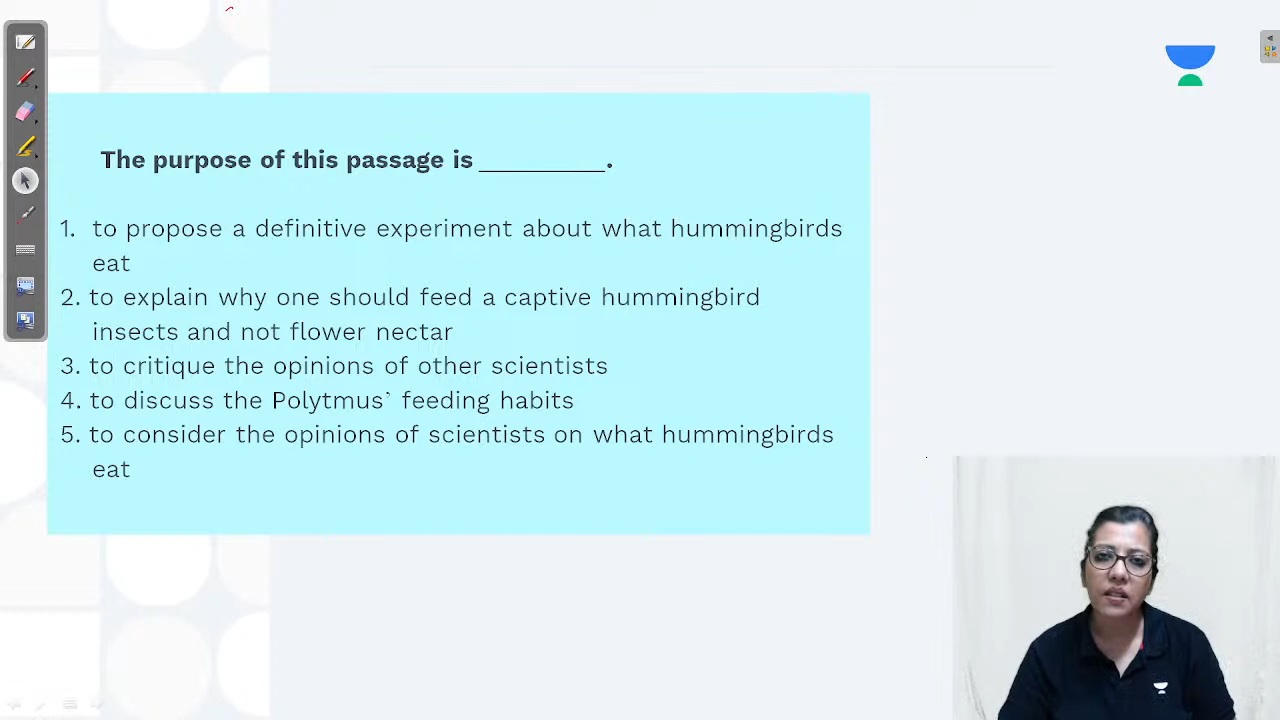 The purpose of this passage is __________.
1. to propose a definitive experiment about what hummingbirds
eat
2. to explain why one should feed a captive hummingbird
insects and not flower nectar
3. to critique the opinions of other scientists
4. to discuss the Polytmus’ feeding habits
5. to consider the opinions of scientists on what hummingbirds
eat